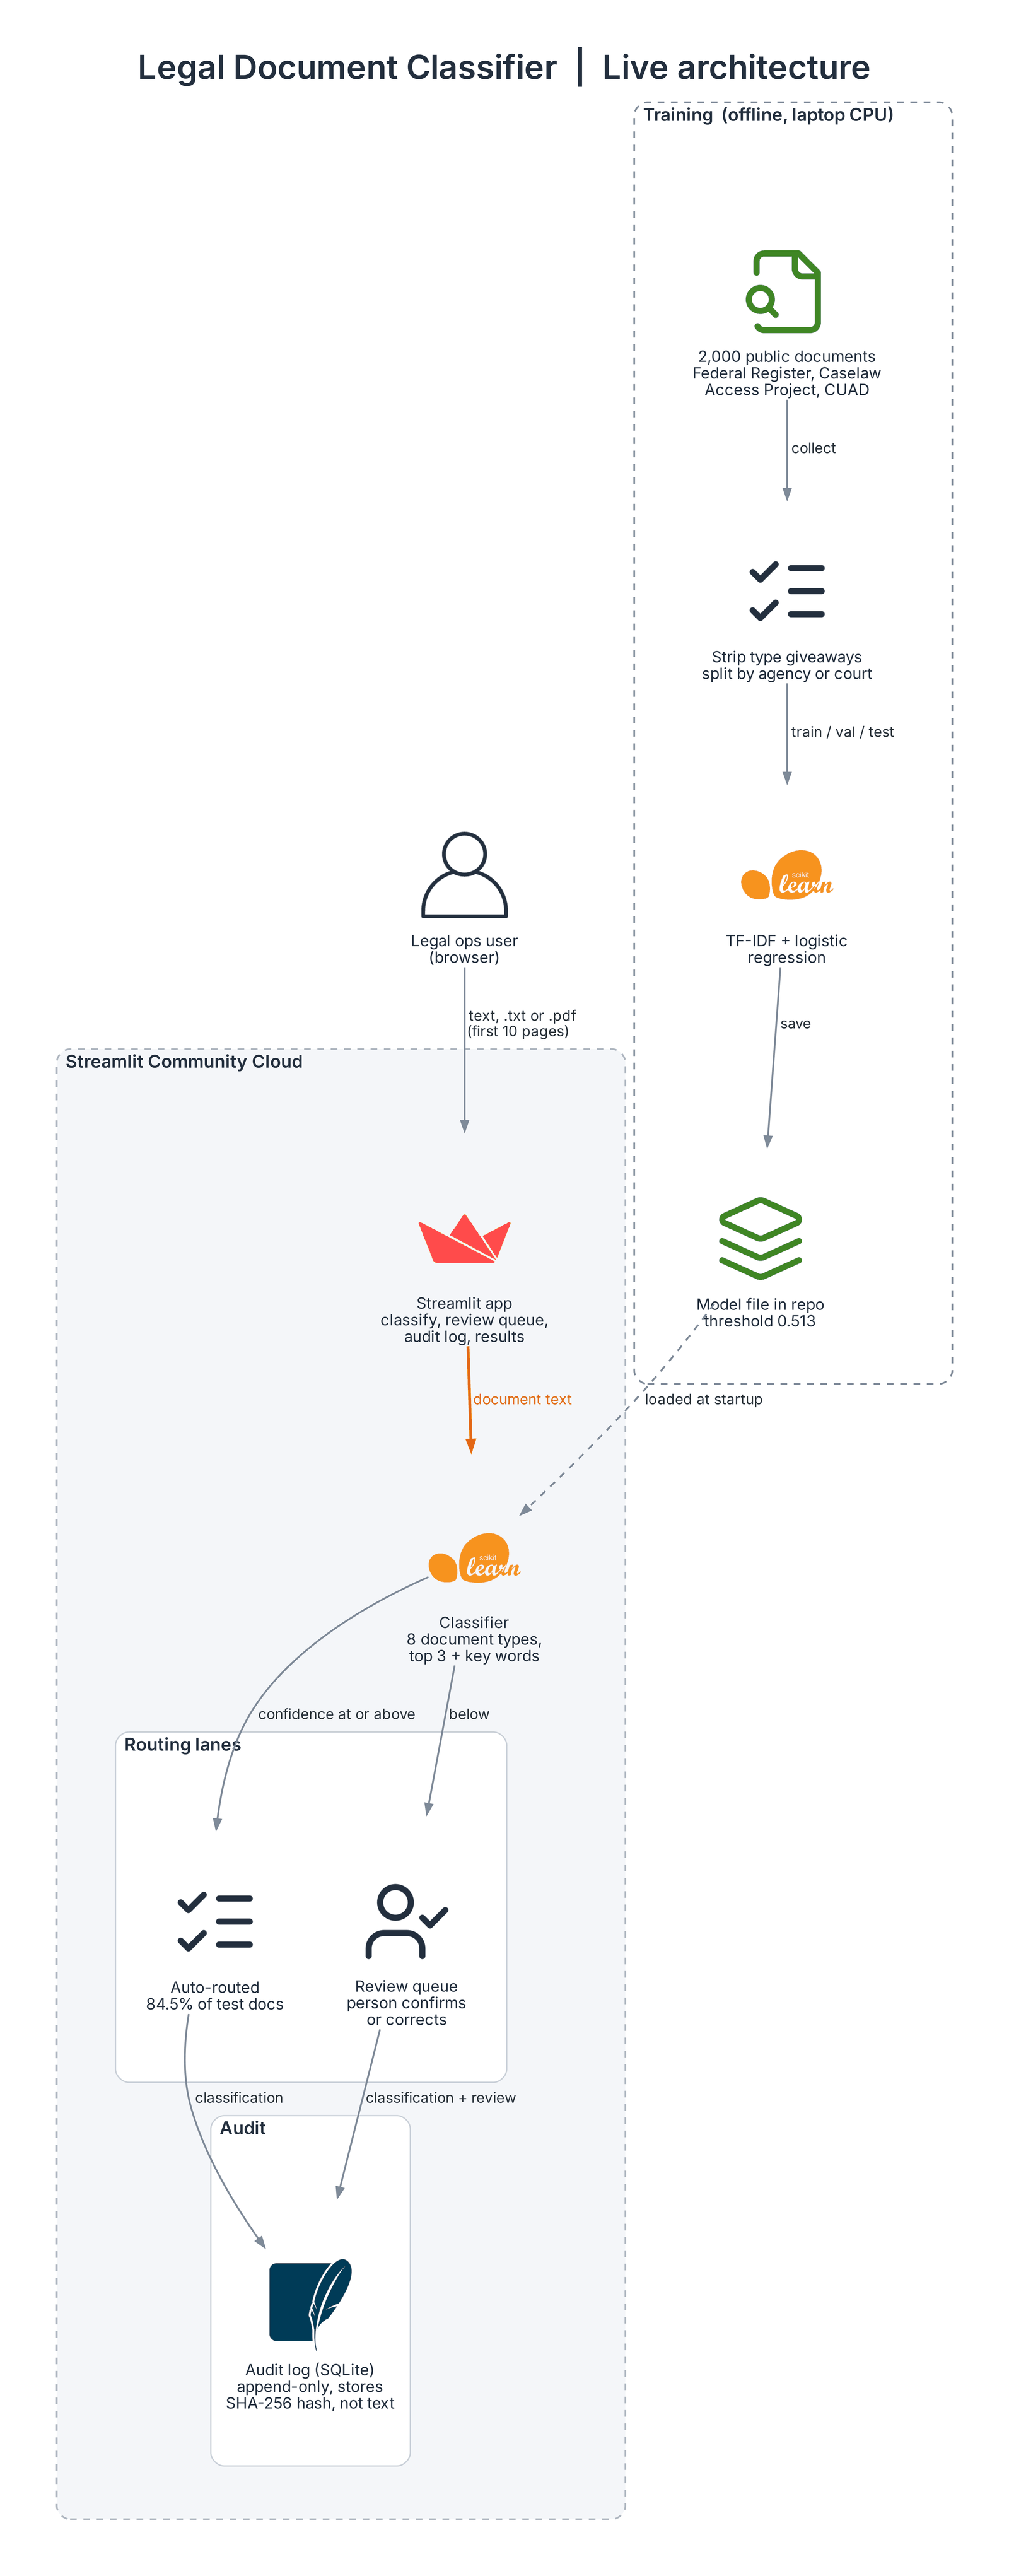 Legal Document Classifier | Live architecture
Training (offline, laptop CPU)
2,000 public documents
Federal Register, Caselaw
Access Project, CUAD
collect
Strip type giveaways
split by agency or court
train / val / test
scikit
learn
TF-IDF + logistic
regression
save
Model file in repo
threshold 0.513
loaded at startup
Legal ops user
(browser)
text, .txt or .pdf
(first 10 pages)
Streamlit Community Cloud
Streamlit app
classify, review queue,
audit log, results
document text
scikit
learn
Classifier
8 document types,
top 3 + key words
confidence at or above
below
Routing lanes
Auto-routed
84.5% of test docs
Review queue
person confirms
or corrects
classification
classification + review
Audit
Audit log (SQLite)
append-only, stores
SHA-256 hash, not text